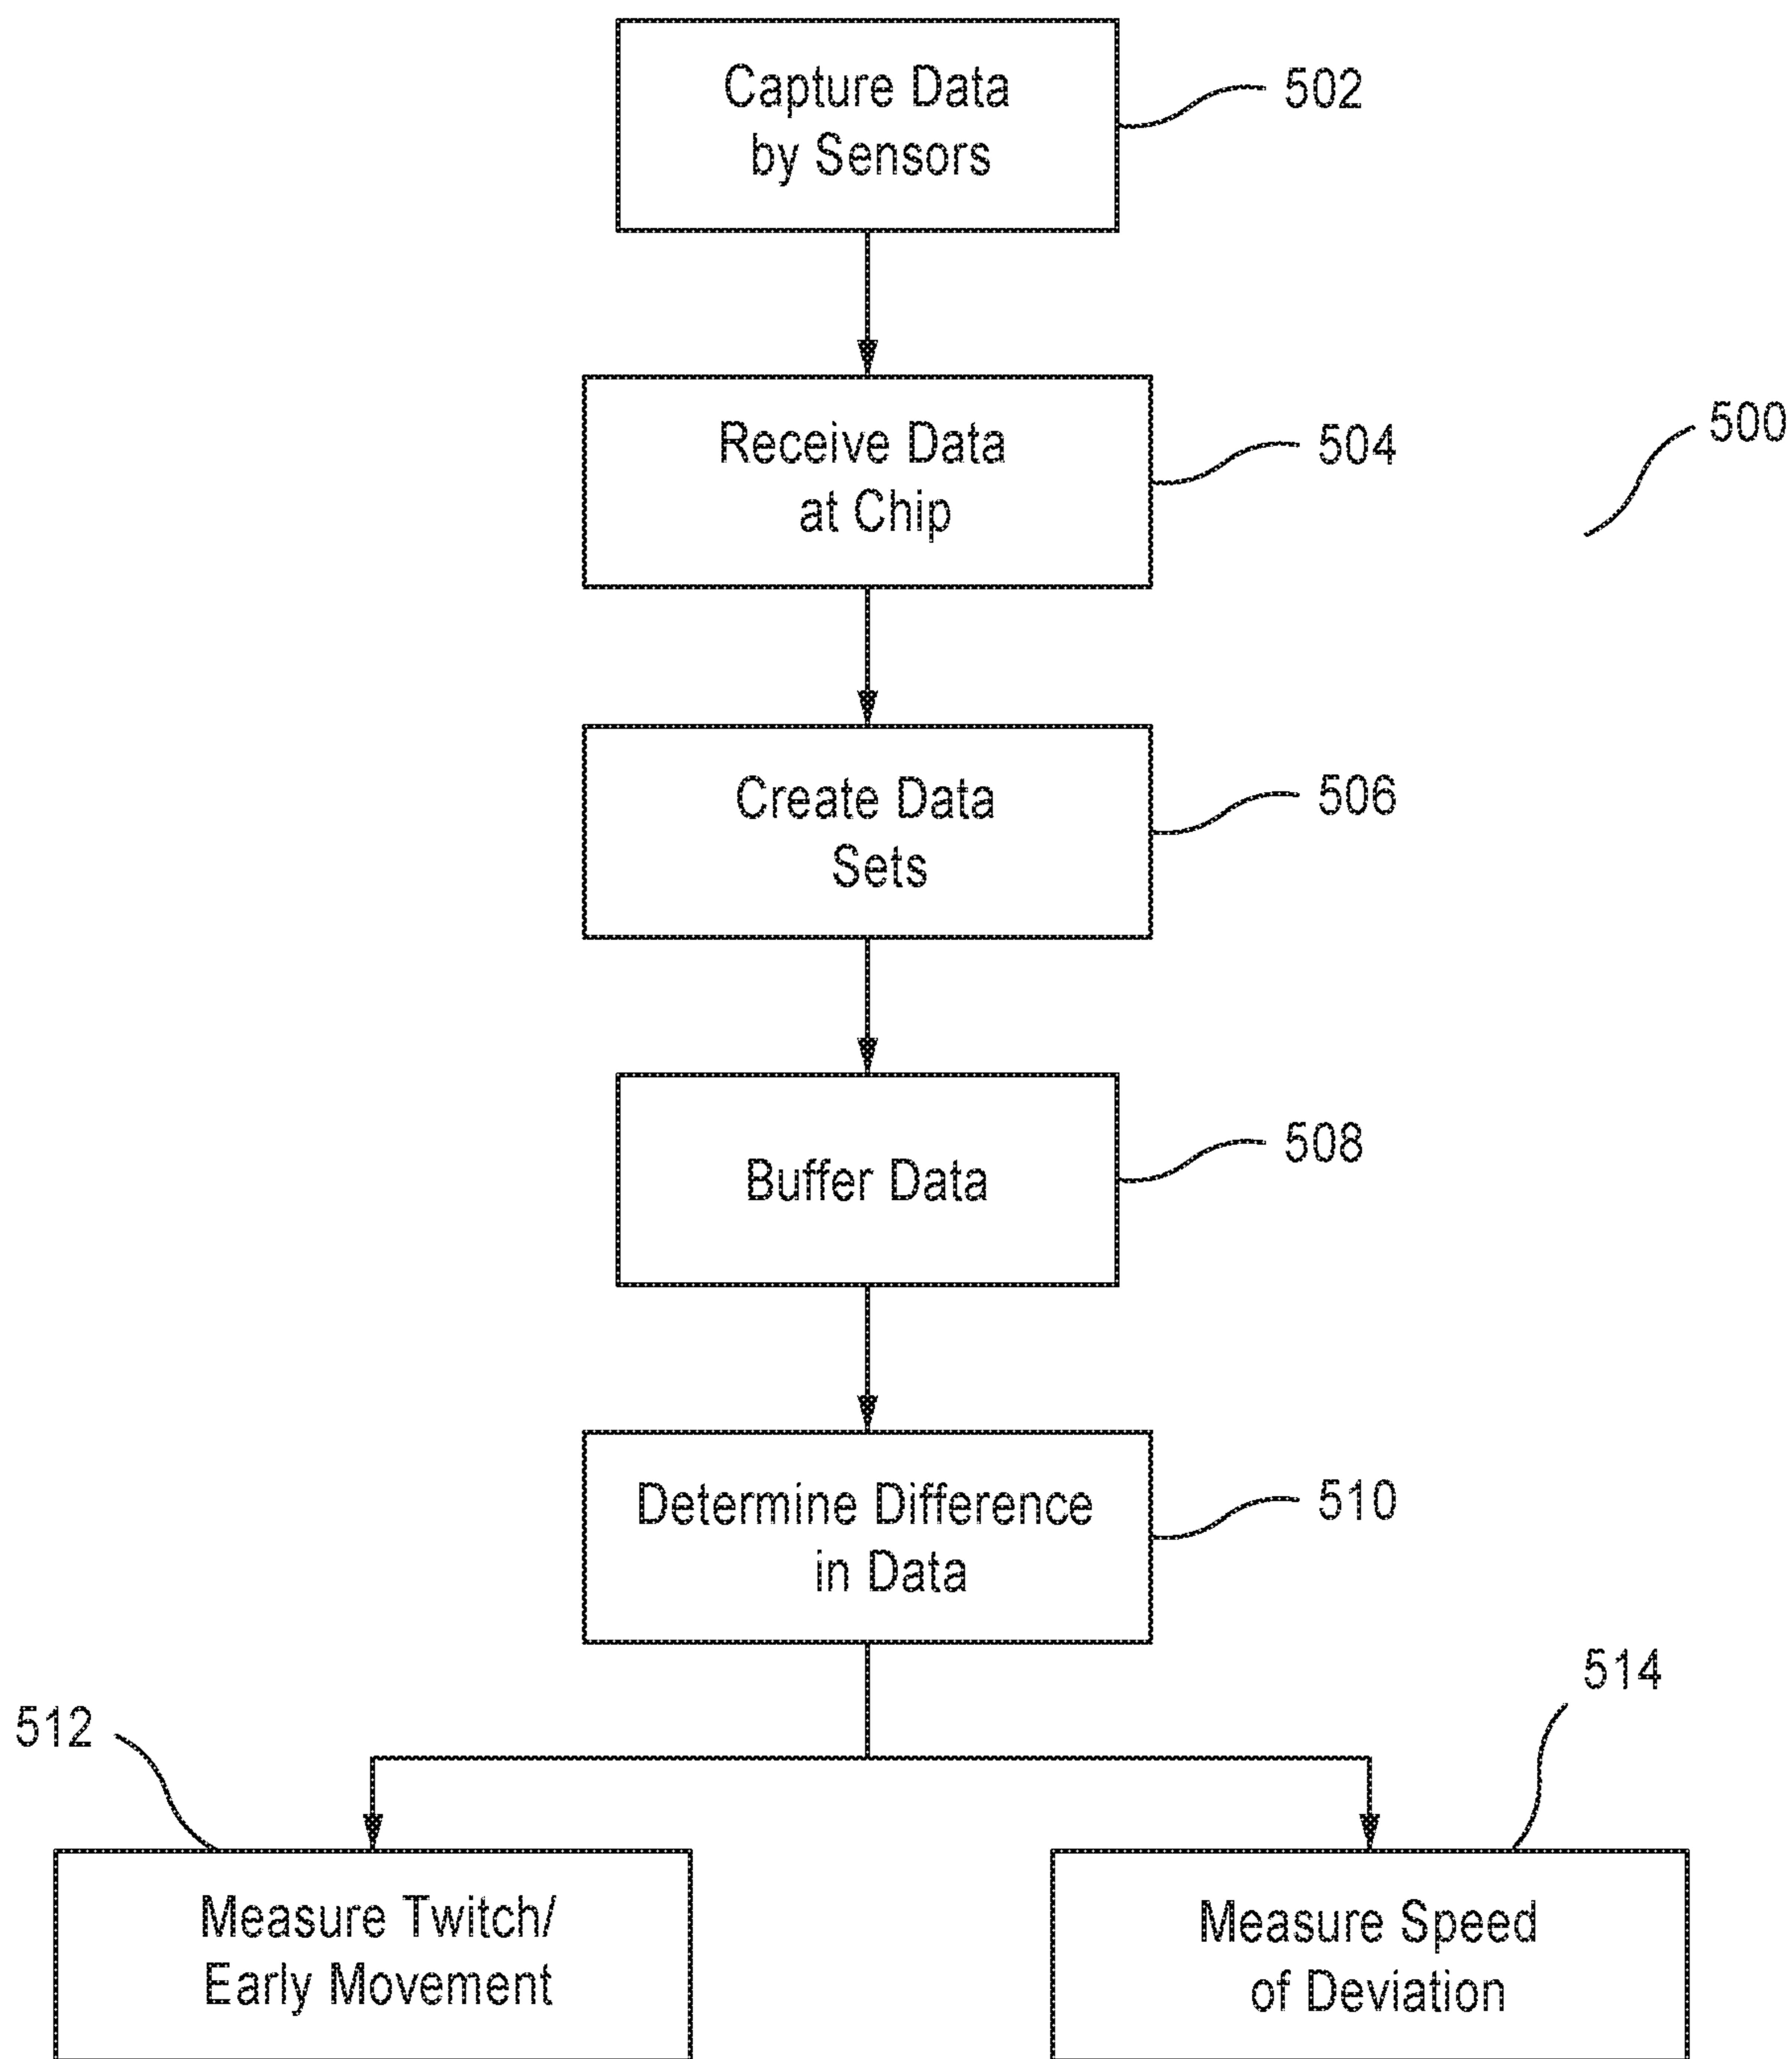 Capture Data
by Sensors
502
Receive Data
at Chip
504
500
Create Data
Sets
506
Buffer Data
508
Determine Difference
in Data
510
512
514
Measure Twitch/
Early Movement
Measure Speed
of Deviation